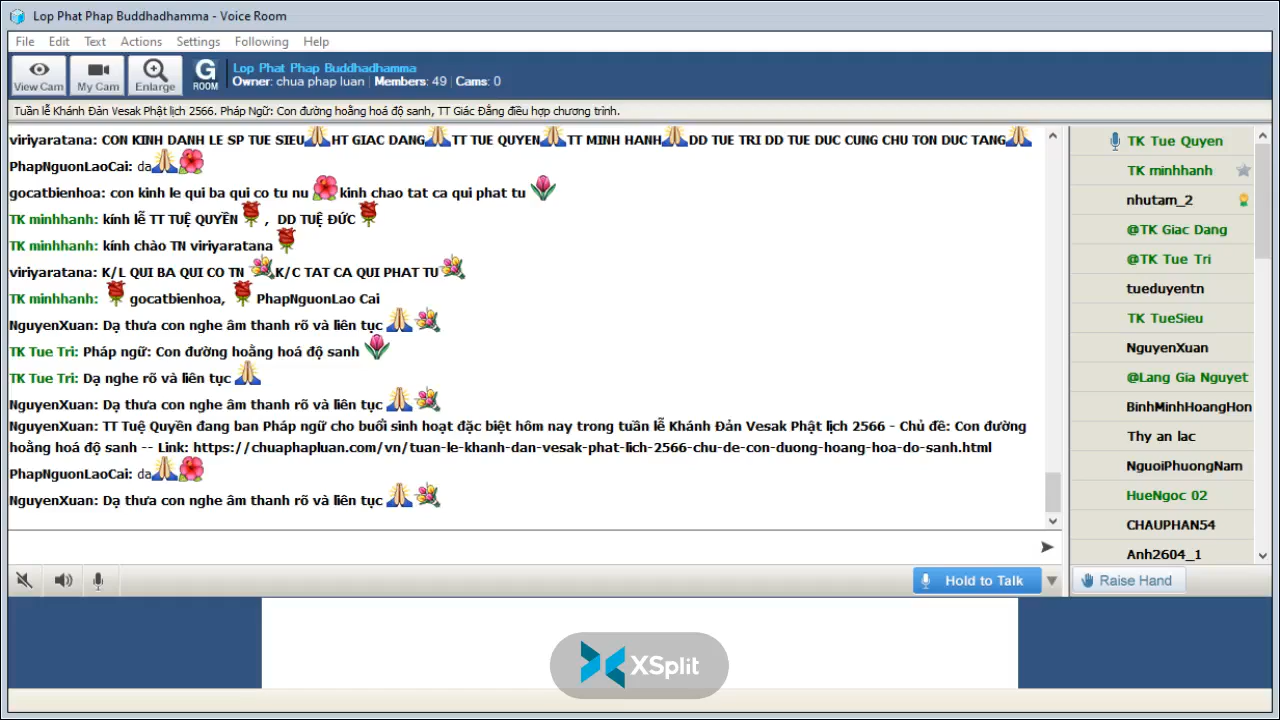 Lop Phat Phap Buddhadhamma - Voice Room
File Edit Text Actions Settings Following Help
View Cam My Cam Enlarge G ROOM
Lop Phat Phap Buddhadhamma
Owner: chua phap luan | Members: 49 | Cams: 0
Tuần lễ Khánh Đản Vesak Phật lịch 2566. Pháp Ngữ: Con đường hoằng hoá độ sanh, TT Giác Đẳng điều hợp chương trình.
viriyaratana: CON KINH DANH LE SP TUE SIEU HT GIAC DANG TT TUE QUYEN TT MINH HANH DD TUE TRI DD TUE DUC CUNG CHU TON DUC TANG
PhapNguonLaoCai: da
gocatbienhoa: con kinh le qui ba qui co tu nu kinh chao tat ca qui phat tu
TK minhhanh: kính lễ TT TUỆ QUYỀN , DD TUỆ ĐỨC
TK minhhanh: kính chào TN viriyaratana
viriyaratana: K/L QUI BA QUI CO TN K/C TAT CA QUI PHAT TU
TK minhhanh: gocatbienhoa, PhapNguonLao Cai
NguyenXuan: Dạ thưa con nghe âm thanh rõ và liên tục
TK Tue Tri: Pháp ngữ: Con đường hoằng hoá độ sanh
TK Tue Tri: Dạ nghe rõ và liên tục
NguyenXuan: Dạ thưa con nghe âm thanh rõ và liên tục
NguyenXuan: TT Tuệ Quyền đang ban Pháp ngữ cho buổi sinh hoạt đặc biệt hôm nay trong tuần lễ Khánh Đản Vesak Phật lịch 2566 - Chủ đề: Con đường
hoằng hoá độ sanh -- Link: https://chuaphapluan.com/vn/tuan-le-khanh-dan-vesak-phat-lich-2566-chu-de-con-duong-hoang-hoa-do-sanh.html
PhapNguonLaoCai: da
NguyenXuan: Dạ thưa con nghe âm thanh rõ và liên tục
Hold to Talk
TK Tue Quyen
TK minhhanh
nhutam_2
@TK Giac Dang
@TK Tue Tri
tueduyentn
TK TueSieu
NguyenXuan
@Lang Gia Nguyet
BinhMinhHoangHon
Thy an lac
NguoiPhuongNam
HueNgoc 02
CHAUPHAN54
Anh2604_1
Raise Hand
XSplit